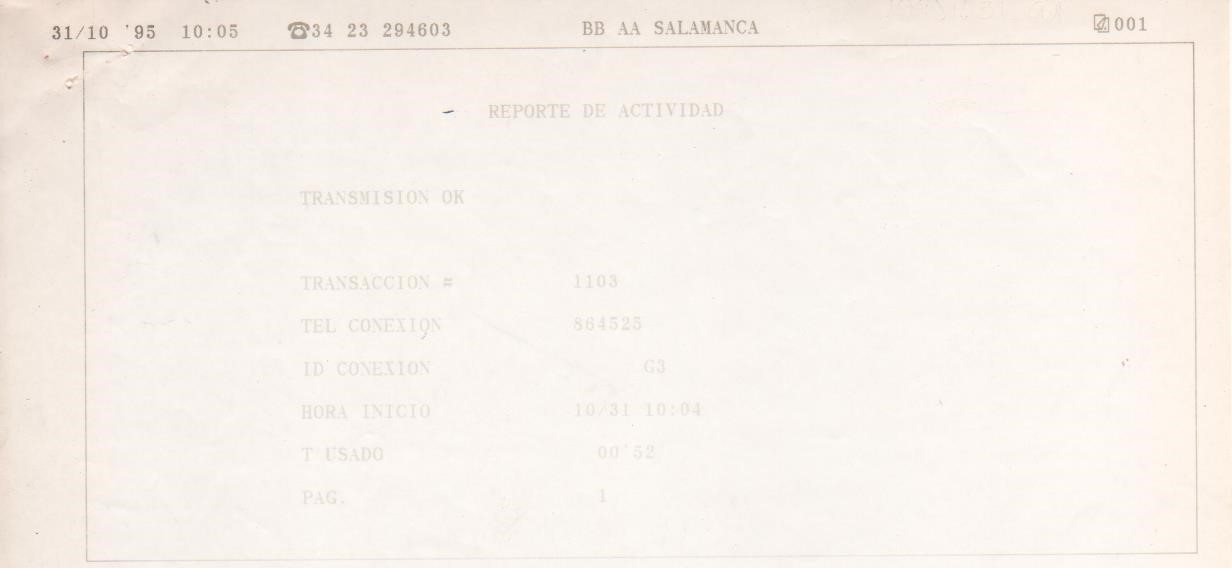 31/10 '95 10:05 ☎34 23 294603 BB AA SALAMANCA 001
REPORTE DE ACTIVIDAD
TRANSMISION OK
TRANSACCION # 1103
TEL CONEXION 864525
ID CONEXION G3
HORA INICIO 10/31 10:04
T USADO 00'52
PAG. 1